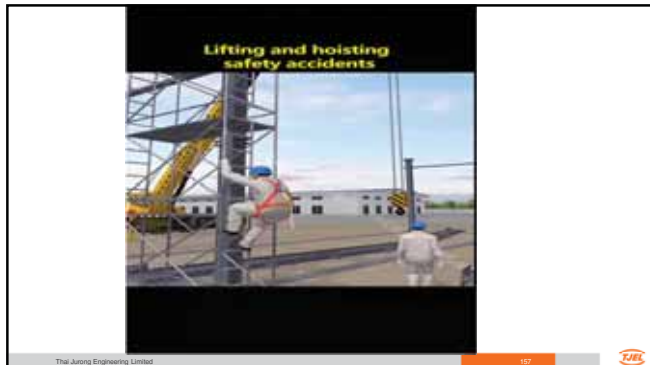 Lifting and hoisting
safety accidents
Thai Jurong Engineering Limited
157
TJEL